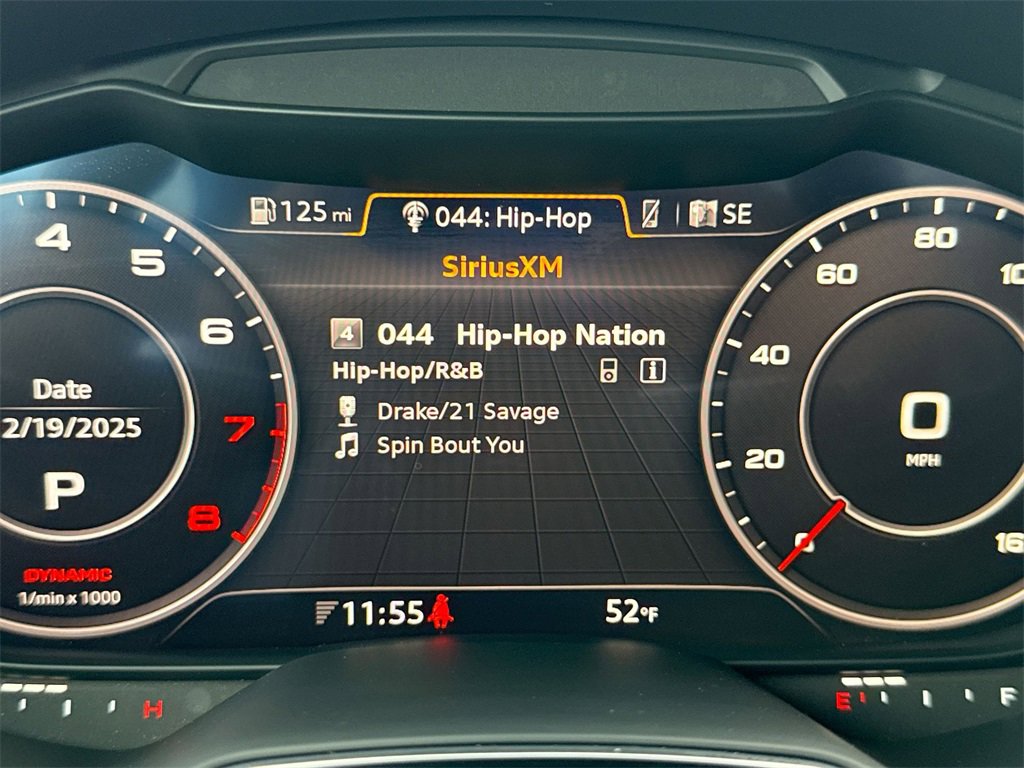 125 mi
044: Hip-Hop
SE
SiriusXM
4 044 Hip-Hop Nation
Hip-Hop/R&B
i
Drake/21 Savage
Spin Bout You
4
5
6
7
8
Date
2/19/2025
P
DYNAMIC
1/min x 1000
0
20
40
60
80
0
MPH
11:55
52°F
H
E
F